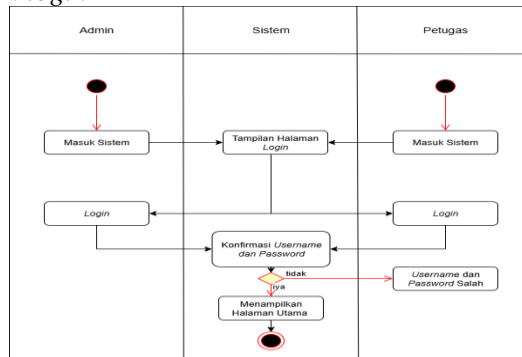 Admin
Sistem
Petugas
Masuk Sistem
Tampilan Halaman
Login
Masuk Sistem
Login
Login
Konfirmasi Username
dan Password
tidak
iya
Username dan
Password Salah
Menampilkan
Halaman Utama